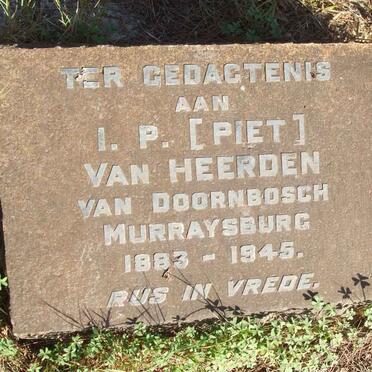 TER GEDAGTENIS
AAN
I. P. [PIET]
VAN HEERDEN
VAN DOORNBOSCH
MURRAYSBURG
1883 - 1945.
RUS IN VREDE.